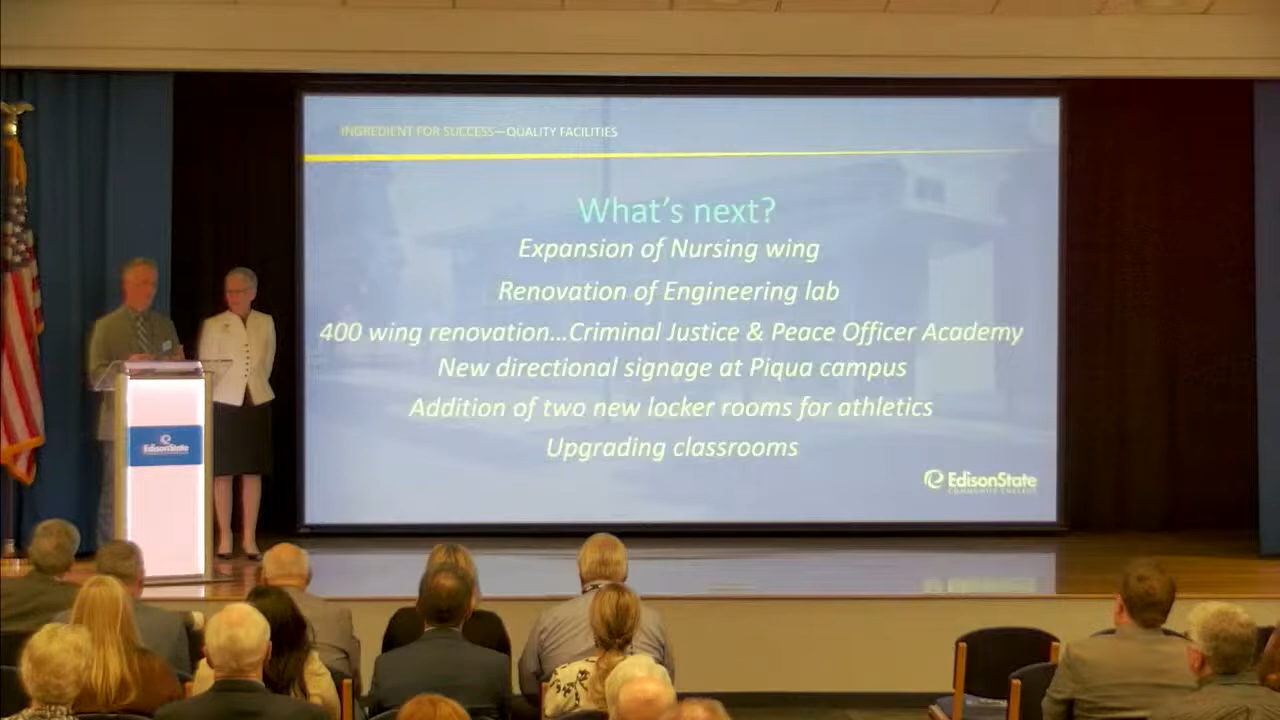 INGREDIENT FOR SUCCESS—QUALITY FACILITIES
What's next?
Expansion of Nursing wing
Renovation of Engineering lab
400 wing renovation...Criminal Justice & Peace Officer Academy
New directional signage at Piqua campus
Addition of two new locker rooms for athletics
Upgrading classrooms
EdisonState
COMMUNITY COLLEGE
EdisonState